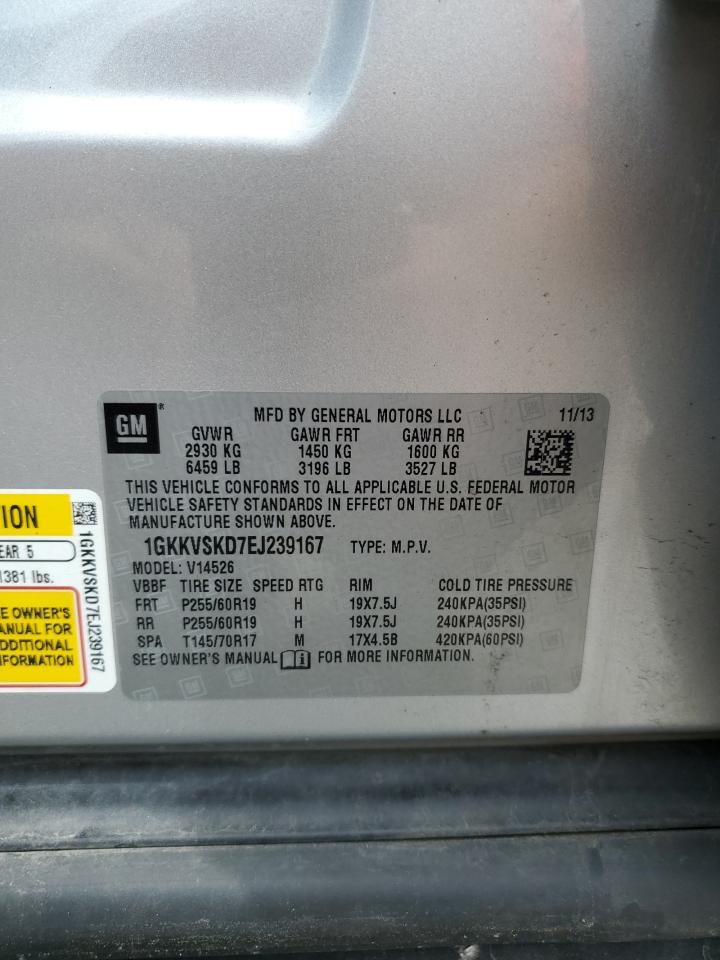 GM
MFD BY GENERAL MOTORS LLC 11/13
GVWR GAWR FRT GAWR RR
2930 KG 1450 KG 1600 KG
6459 LB 3196 LB 3527 LB
THIS VEHICLE CONFORMS TO ALL APPLICABLE U.S. FEDERAL MOTOR
VEHICLE SAFETY STANDARDS IN EFFECT ON THE DATE OF
MANUFACTURE SHOWN ABOVE.
1GKKVSKD7EJ239167 TYPE: M.P.V.
MODEL: V14526
VBBF TIRE SIZE SPEED RTG RIM COLD TIRE PRESSURE
FRT P255/60R19 H 19X7.5J 240KPA(35PSI)
RR P255/60R19 H 19X7.5J 240KPA(35PSI)
SPA T145/70R17 M 17X4.5B 420KPA(60PSI)
SEE OWNER'S MANUAL FOR MORE INFORMATION.
TION
EAR 5
1381 lbs.
E OWNER'S
ANUAL FOR
DDITIONAL
FORMATION
1GKKVSKD7EJ239167